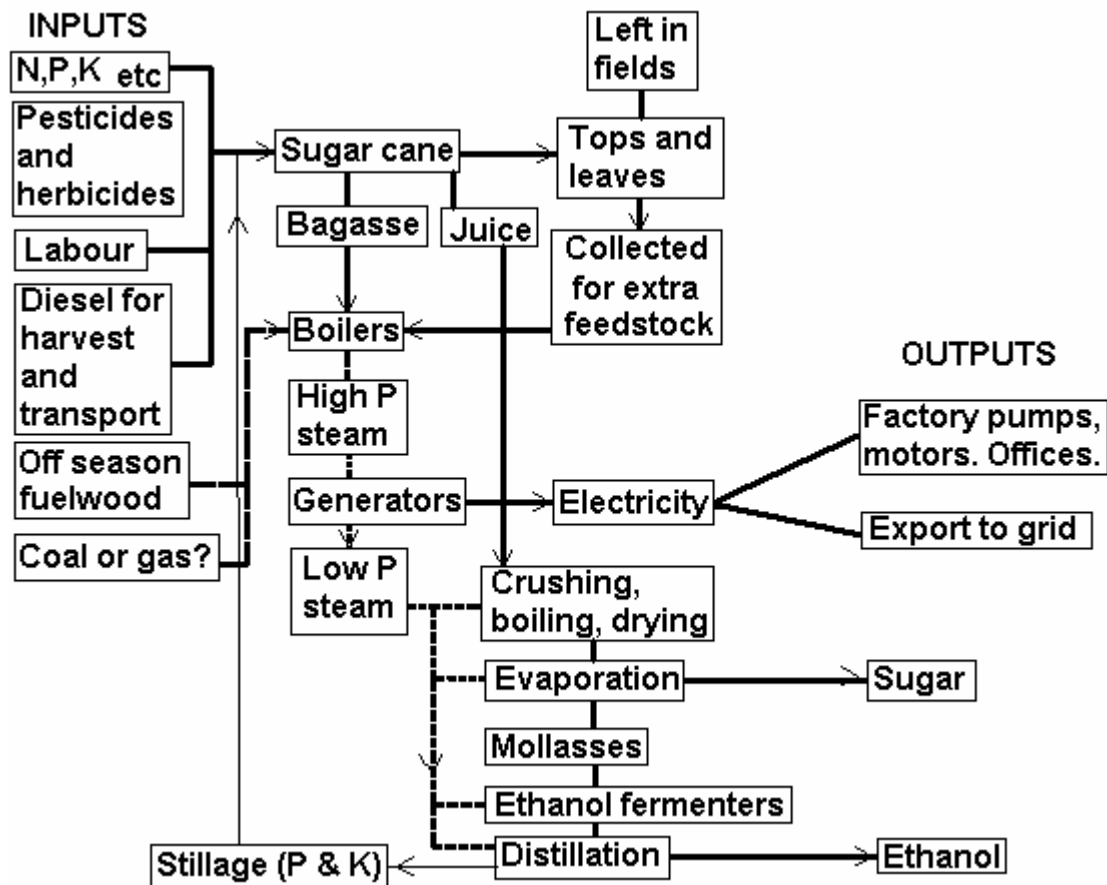 INPUTS
N,P,K etc
Pesticides
and
herbicides
Labour
Diesel for
harvest and
transport
Off season
fuelwood
Coal or gas?
Left in
fields
Sugar cane
Tops and
leaves
Bagasse
Juice
Collected
for extra
feedstock
Boilers
High P
steam
Generators
Electricity
Low P
steam
OUTPUTS
Factory pumps,
motors. Offices.
Export to grid
Crushing,
boiling, drying
Evaporation
Sugar
Mollasses
Ethanol fermenters
Distillation
Ethanol
Stillage (P & K)